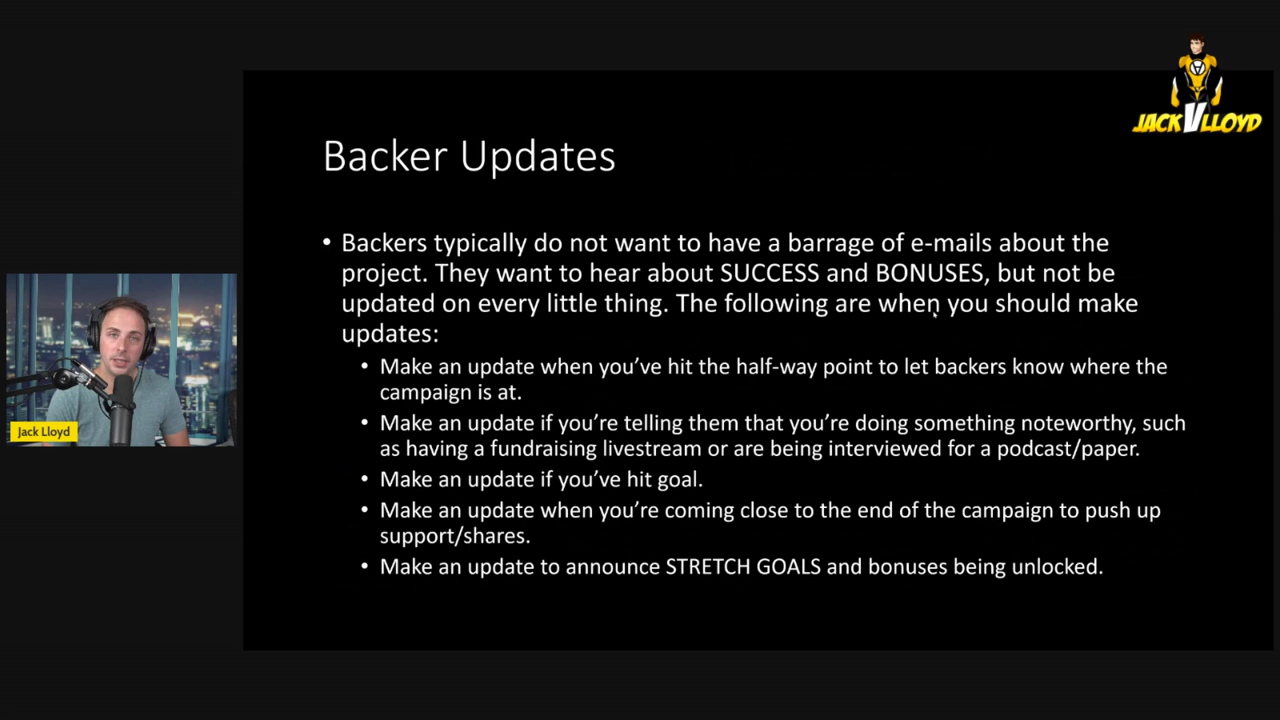 JACK V LLOYD
Backer Updates
• Backers typically do not want to have a barrage of e-mails about the
project. They want to hear about SUCCESS and BONUSES, but not be
updated on every little thing. The following are when you should make
updates:
• Make an update when you’ve hit the half-way point to let backers know where the
campaign is at.
• Make an update if you’re telling them that you’re doing something noteworthy, such
as having a fundraising livestream or are being interviewed for a podcast/paper.
• Make an update if you’ve hit goal.
• Make an update when you’re coming close to the end of the campaign to push up
support/shares.
• Make an update to announce STRETCH GOALS and bonuses being unlocked.
Jack Lloyd